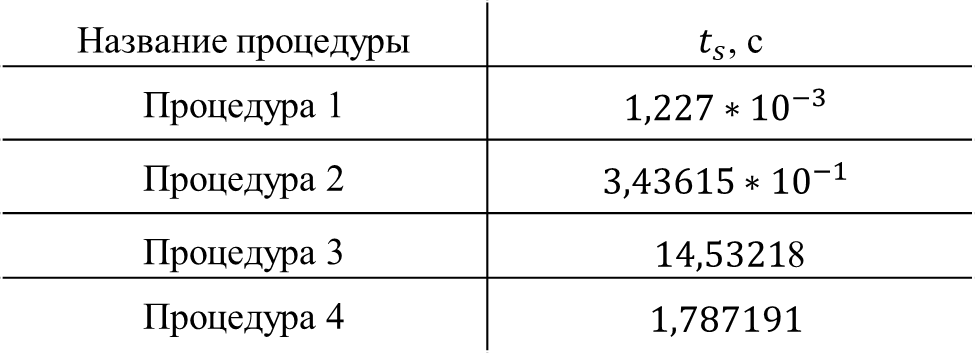 Название процедуры t_s, с
Процедура 1 1,227 * 10^{-3}
Процедура 2 3,43615 * 10^{-1}
Процедура 3 14,53218
Процедура 4 1,787191